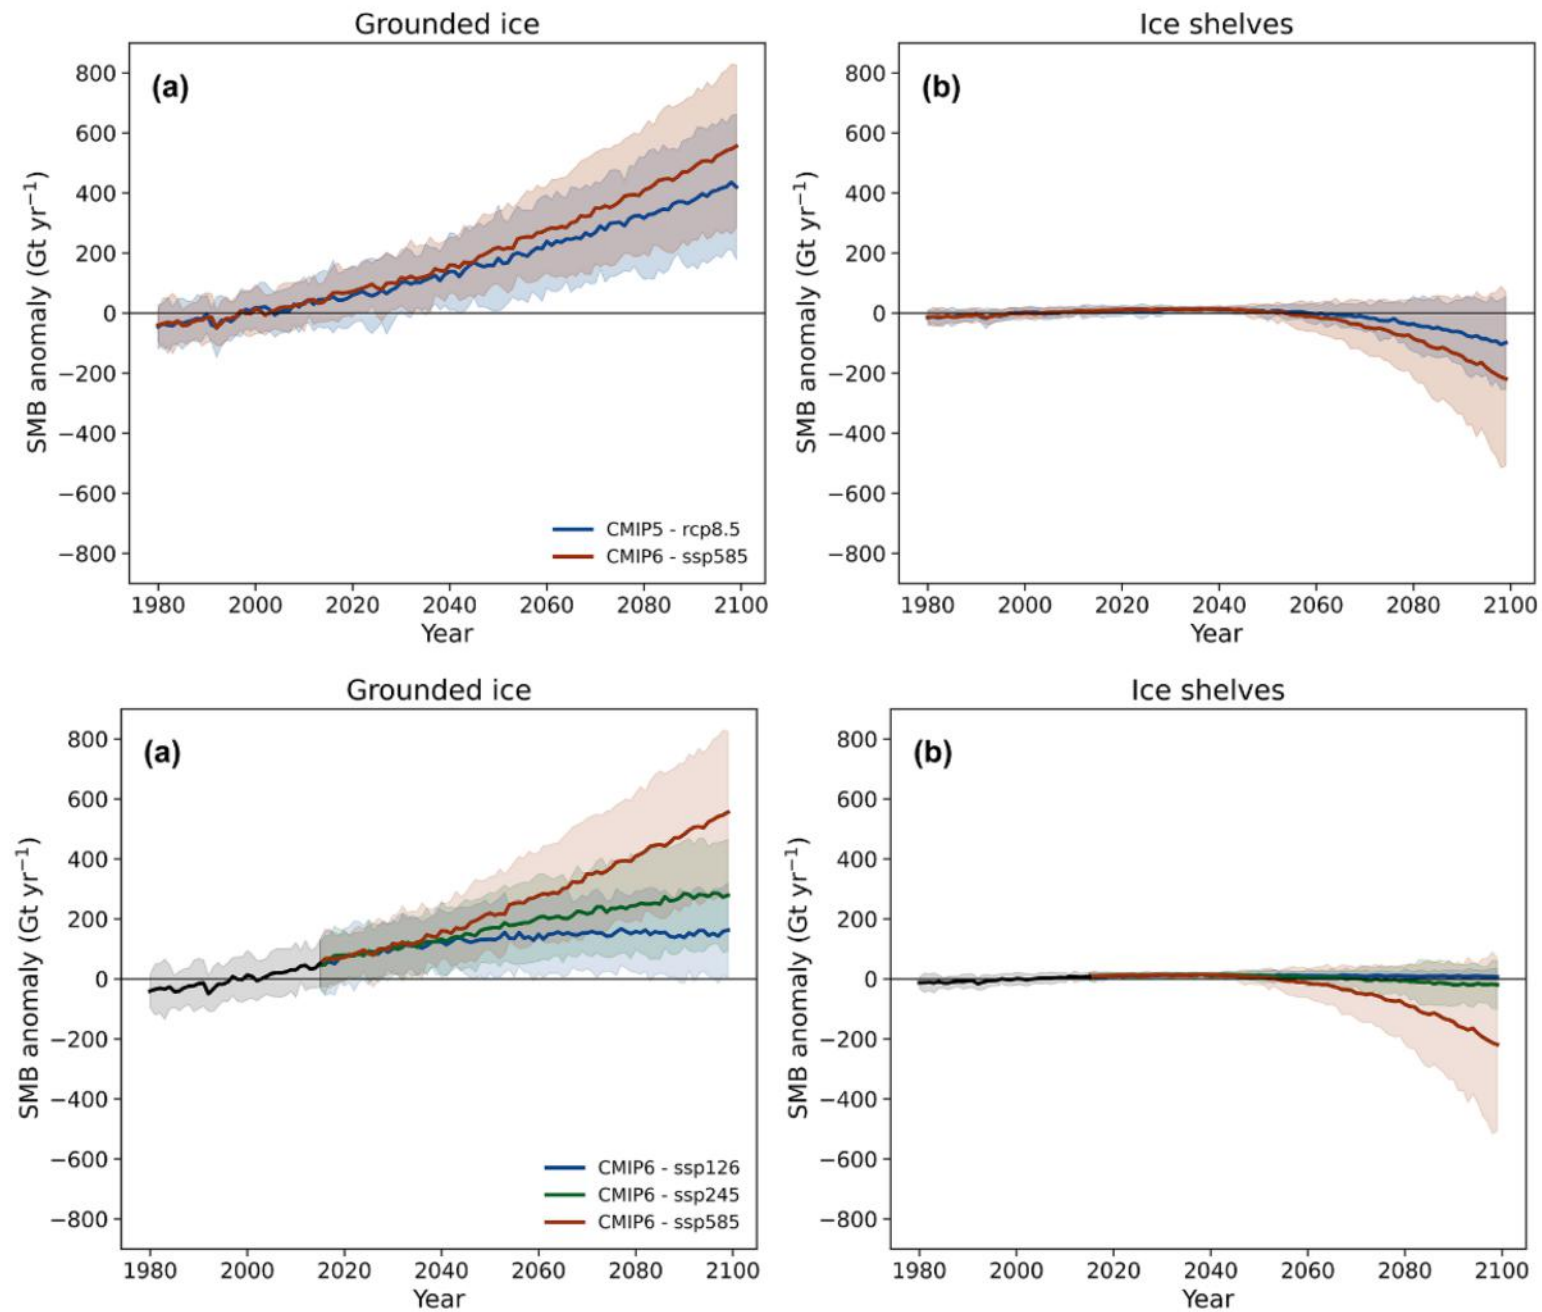 Grounded ice
(a)
SMB anomaly (Gt yr⁻¹)
800
600
400
200
0
−200
−400
−600
−800
CMIP5 - rcp8.5
CMIP6 - ssp585
1980 2000 2020 2040 2060 2080 2100
Year
Ice shelves
(b)
SMB anomaly (Gt yr⁻¹)
800
600
400
200
0
−200
−400
−600
−800
1980 2000 2020 2040 2060 2080 2100
Year
Grounded ice
(a)
SMB anomaly (Gt yr⁻¹)
800
600
400
200
0
−200
−400
−600
−800
CMIP6 - ssp126
CMIP6 - ssp245
CMIP6 - ssp585
1980 2000 2020 2040 2060 2080 2100
Year
Ice shelves
(b)
SMB anomaly (Gt yr⁻¹)
800
600
400
200
0
−200
−400
−600
−800
1980 2000 2020 2040 2060 2080 2100
Year